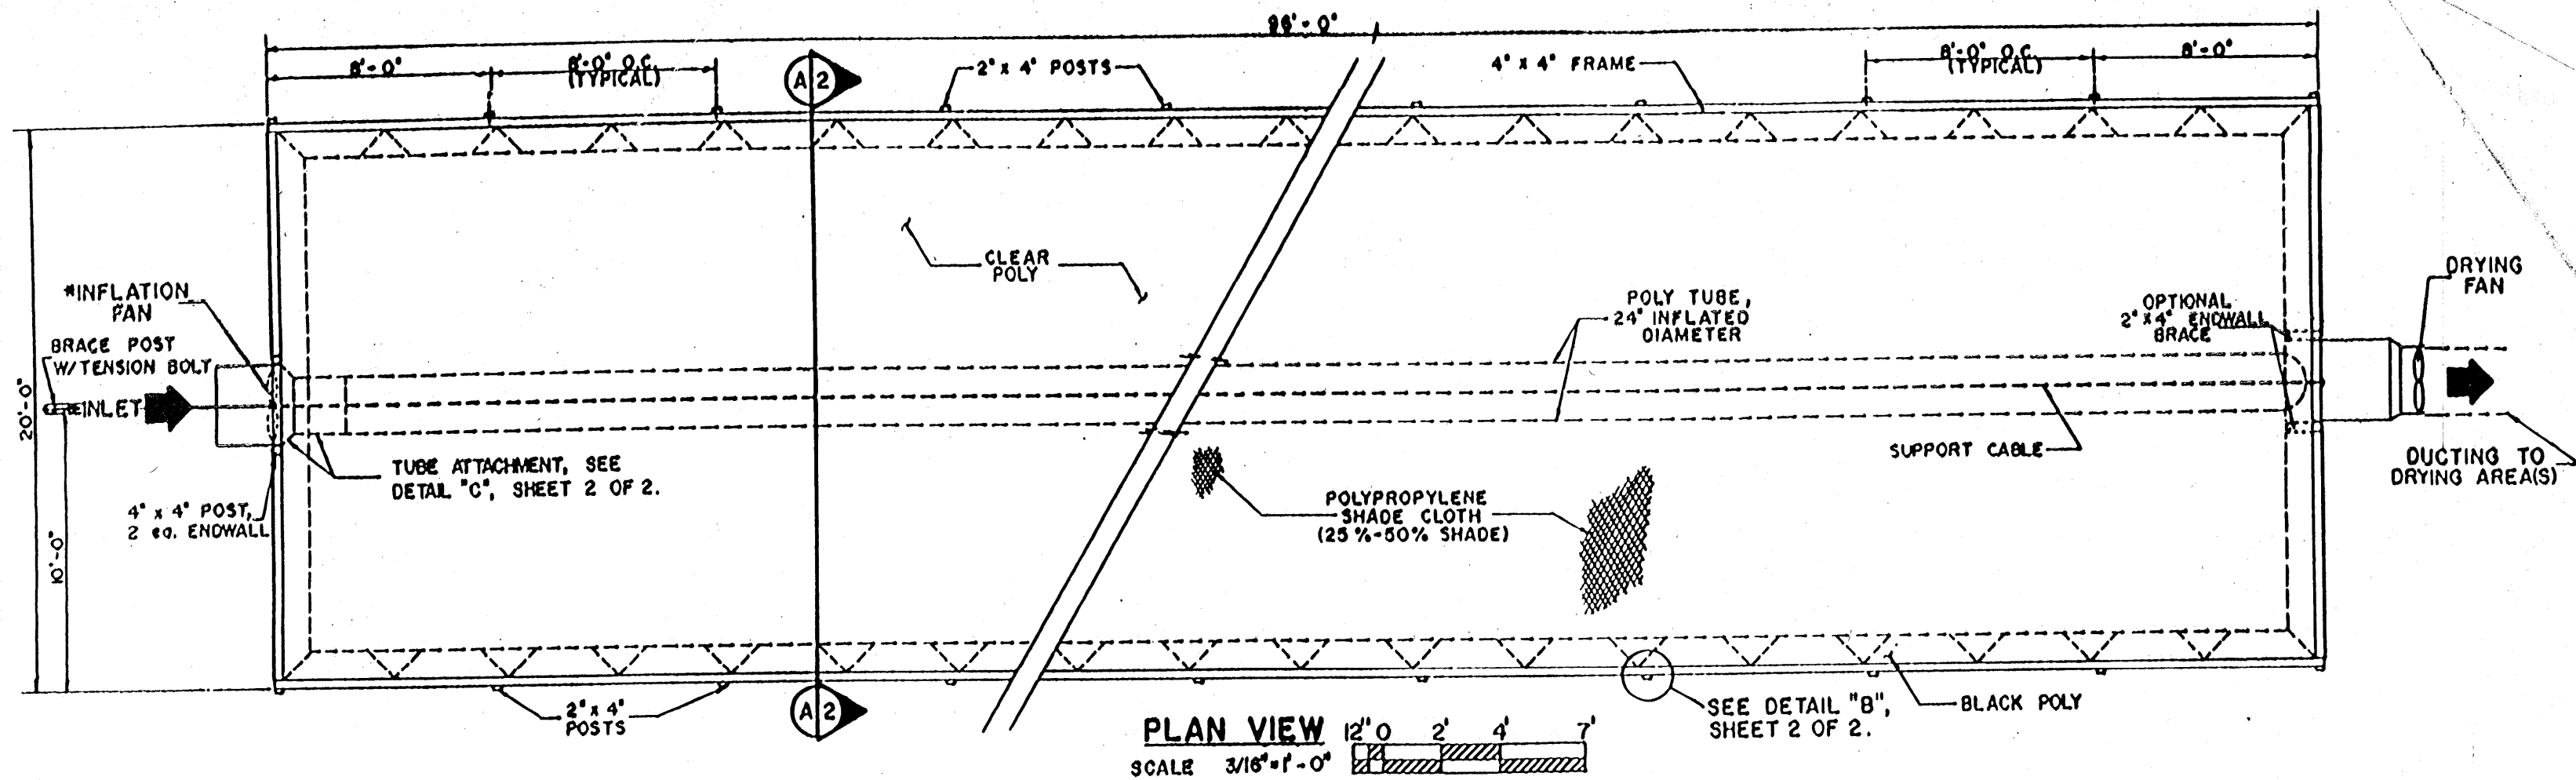 96'-0"
8'-0"
8'-0" O.C.
(TYPICAL)
A 2
2" x 4" POSTS
4" x 4" FRAME
8'-0" O.C.
(TYPICAL)
8'-0"
CLEAR
POLY
*INFLATION
FAN
BRACE POST
W/TENSION BOLT
INLET
20'-0"
10'-0"
TUBE ATTACHMENT, SEE
DETAIL "C", SHEET 2 OF 2.
4" x 4" POST,
2 ea. ENDWALL
POLY TUBE,
24" INFLATED
DIAMETER
OPTIONAL
2" x 4" ENDWALL
BRACE
DRYING
FAN
SUPPORT CABLE
DUCTING TO
DRYING AREA(S)
POLYPROPYLENE
SHADE CLOTH
(25%-50% SHADE)
2" x 4"
POSTS
A 2
SEE DETAIL "B",
SHEET 2 OF 2.
BLACK POLY
PLAN VIEW
12" 0 2' 4' 7'
SCALE 3/16"=1'-0"